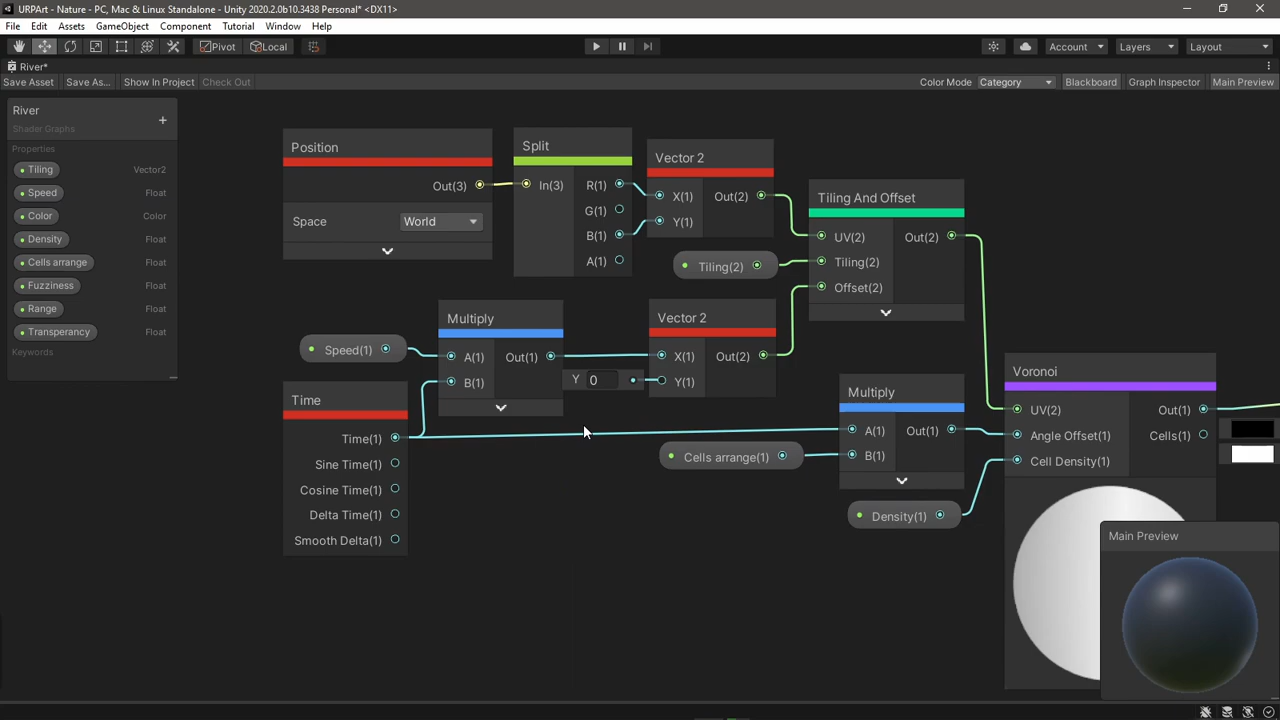 URPArt - Nature - PC, Mac & Linux Standalone - Unity 2020.2.0b10.3438 Personal* <DX11>
File Edit Assets GameObject Component Tutorial Window Help
Pivot Local Account Layers Layout
River*
Save Asset Save As... Show In Project Check Out Color Mode Category Blackboard Graph Inspector Main Preview
River
Shader Graphs
Properties
Tiling Vector2
Speed Float
Color Color
Density Float
Cells arrange Float
Fuzziness Float
Range Float
Transperancy Float
Keywords
Position
Out(3)
Space World
Split
In(3) R(1)
G(1)
B(1)
A(1)
Vector 2
X(1) Out(2)
Y(1)
Tiling(2)
Tiling And Offset
UV(2) Out(2)
Tiling(2)
Offset(2)
Speed(1)
Multiply
A(1) Out(1)
B(1)
Y 0
Vector 2
X(1) Out(2)
Y(1)
Time
Time(1)
Sine Time(1)
Cosine Time(1)
Delta Time(1)
Smooth Delta(1)
Cells arrange(1)
Multiply
A(1) Out(1)
B(1)
Density(1)
Voronoi
UV(2) Out(1)
Angle Offset(1) Cells(1)
Cell Density(1)
Main Preview